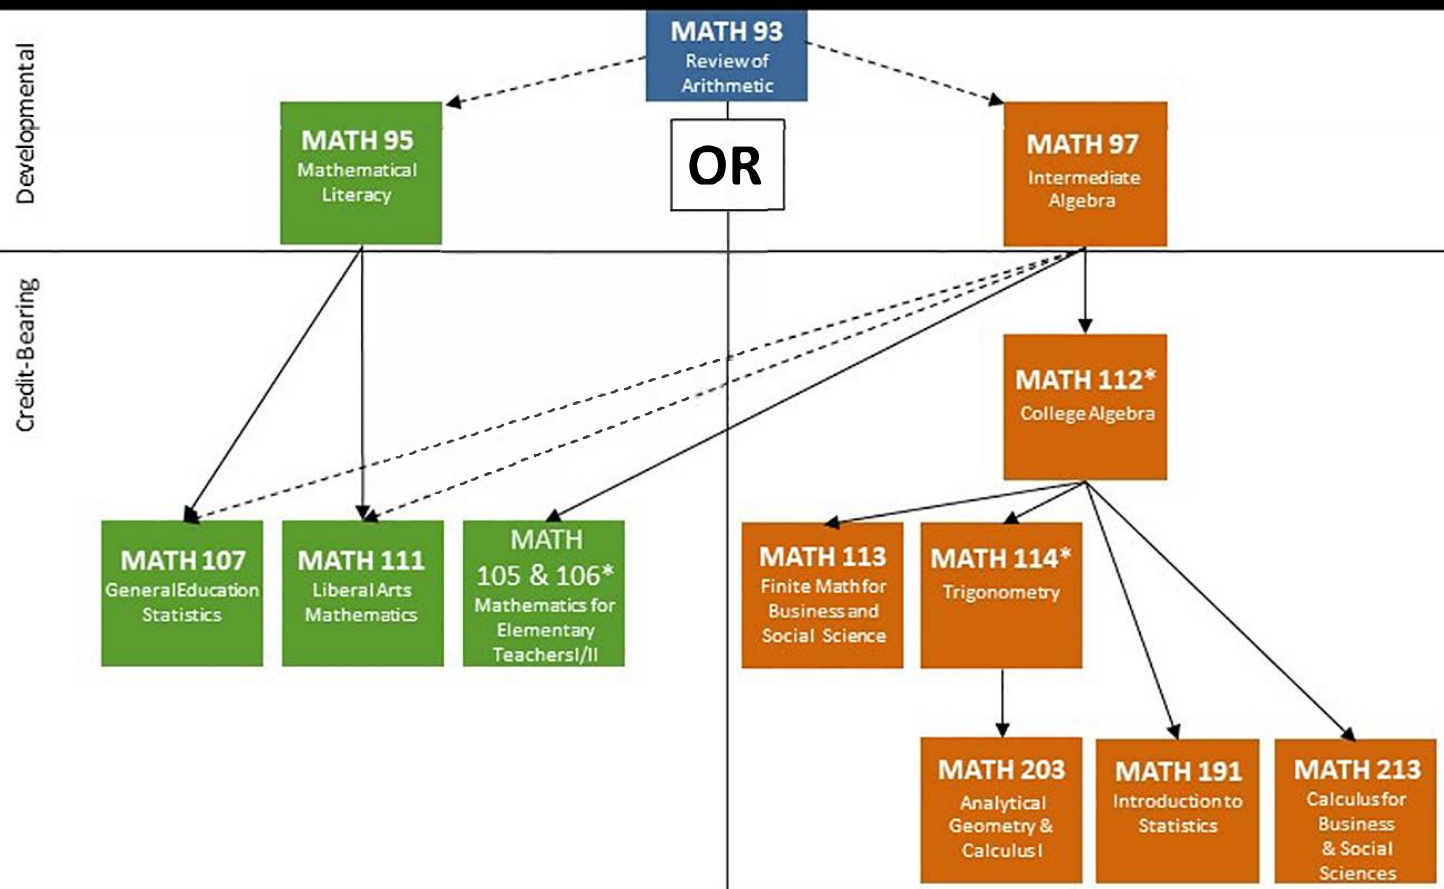 Developmental
MATH 93
Review of
Arithmetic
MATH 95
Mathematical
Literacy
OR
MATH 97
Intermediate
Algebra
Credit-Bearing
MATH 112*
College Algebra
MATH 107
General Education
Statistics
MATH 111
Liberal Arts
Mathematics
MATH
105 & 106*
Mathematics for
Elementary
Teachers I/II
MATH 113
Finite Math for
Business and
Social Science
MATH 114*
Trigonometry
MATH 203
Analytical
Geometry &
Calculus I
MATH 191
Introduction to
Statistics
MATH 213
Calculus for
Business
& Social
Sciences